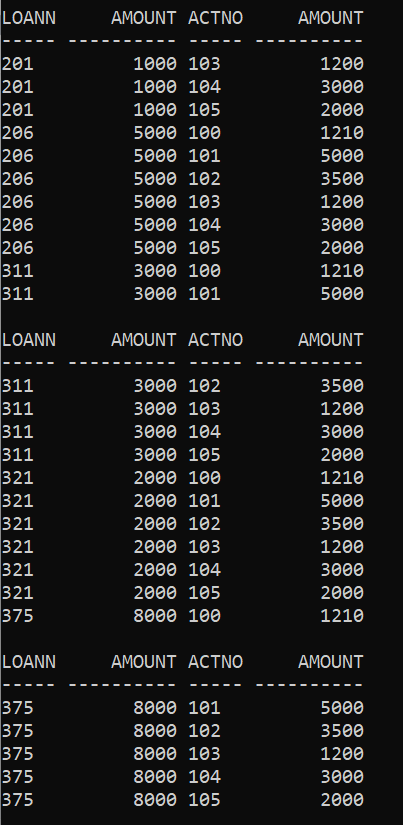 LOANN     AMOUNT ACTNO     AMOUNT
----- ---------- ----- ----------
201         1000 103         1200
201         1000 104         3000
201         1000 105         2000
206         5000 100         1210
206         5000 101         5000
206         5000 102         3500
206         5000 103         1200
206         5000 104         3000
206         5000 105         2000
311         3000 100         1210
311         3000 101         5000

LOANN     AMOUNT ACTNO     AMOUNT
----- ---------- ----- ----------
311         3000 102         3500
311         3000 103         1200
311         3000 104         3000
311         3000 105         2000
321         2000 100         1210
321         2000 101         5000
321         2000 102         3500
321         2000 103         1200
321         2000 104         3000
321         2000 105         2000
375         8000 100         1210

LOANN     AMOUNT ACTNO     AMOUNT
----- ---------- ----- ----------
375         8000 101         5000
375         8000 102         3500
375         8000 103         1200
375         8000 104         3000
375         8000 105         2000